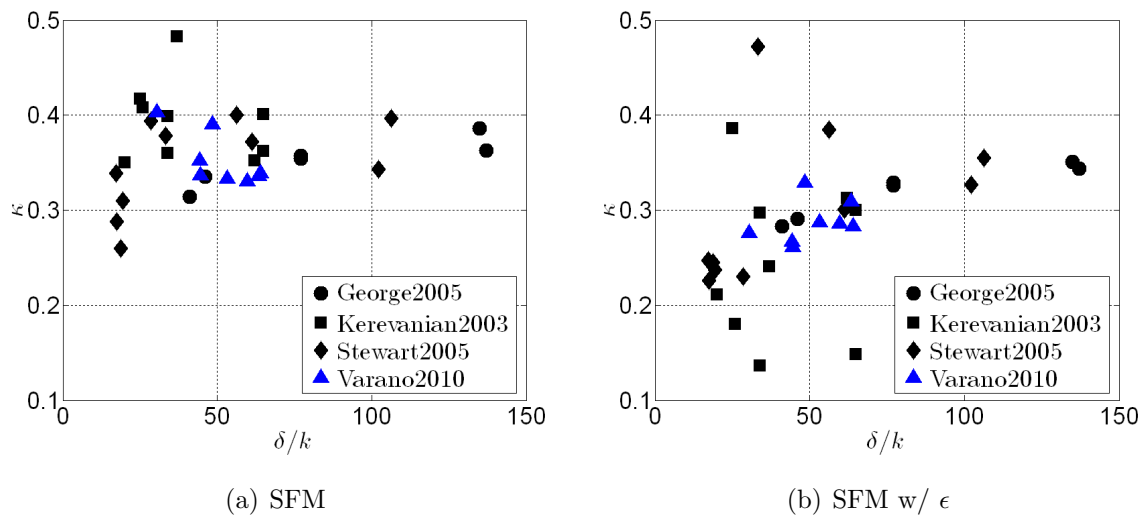 0.5
0.4
0.3
0.2
0.1
κ
0 50 100 150
δ/k
George2005
Kerevanian2003
Stewart2005
Varano2010
(a) SFM
0.5
0.4
0.3
0.2
0.1
κ
0 50 100 150
δ/k
George2005
Kerevanian2003
Stewart2005
Varano2010
(b) SFM w/ ϵ